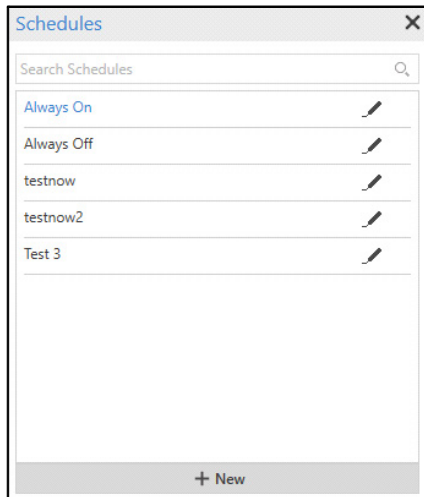 Schedules
Search Schedules
Always On
Always Off
testnow
testnow2
Test 3
+ New